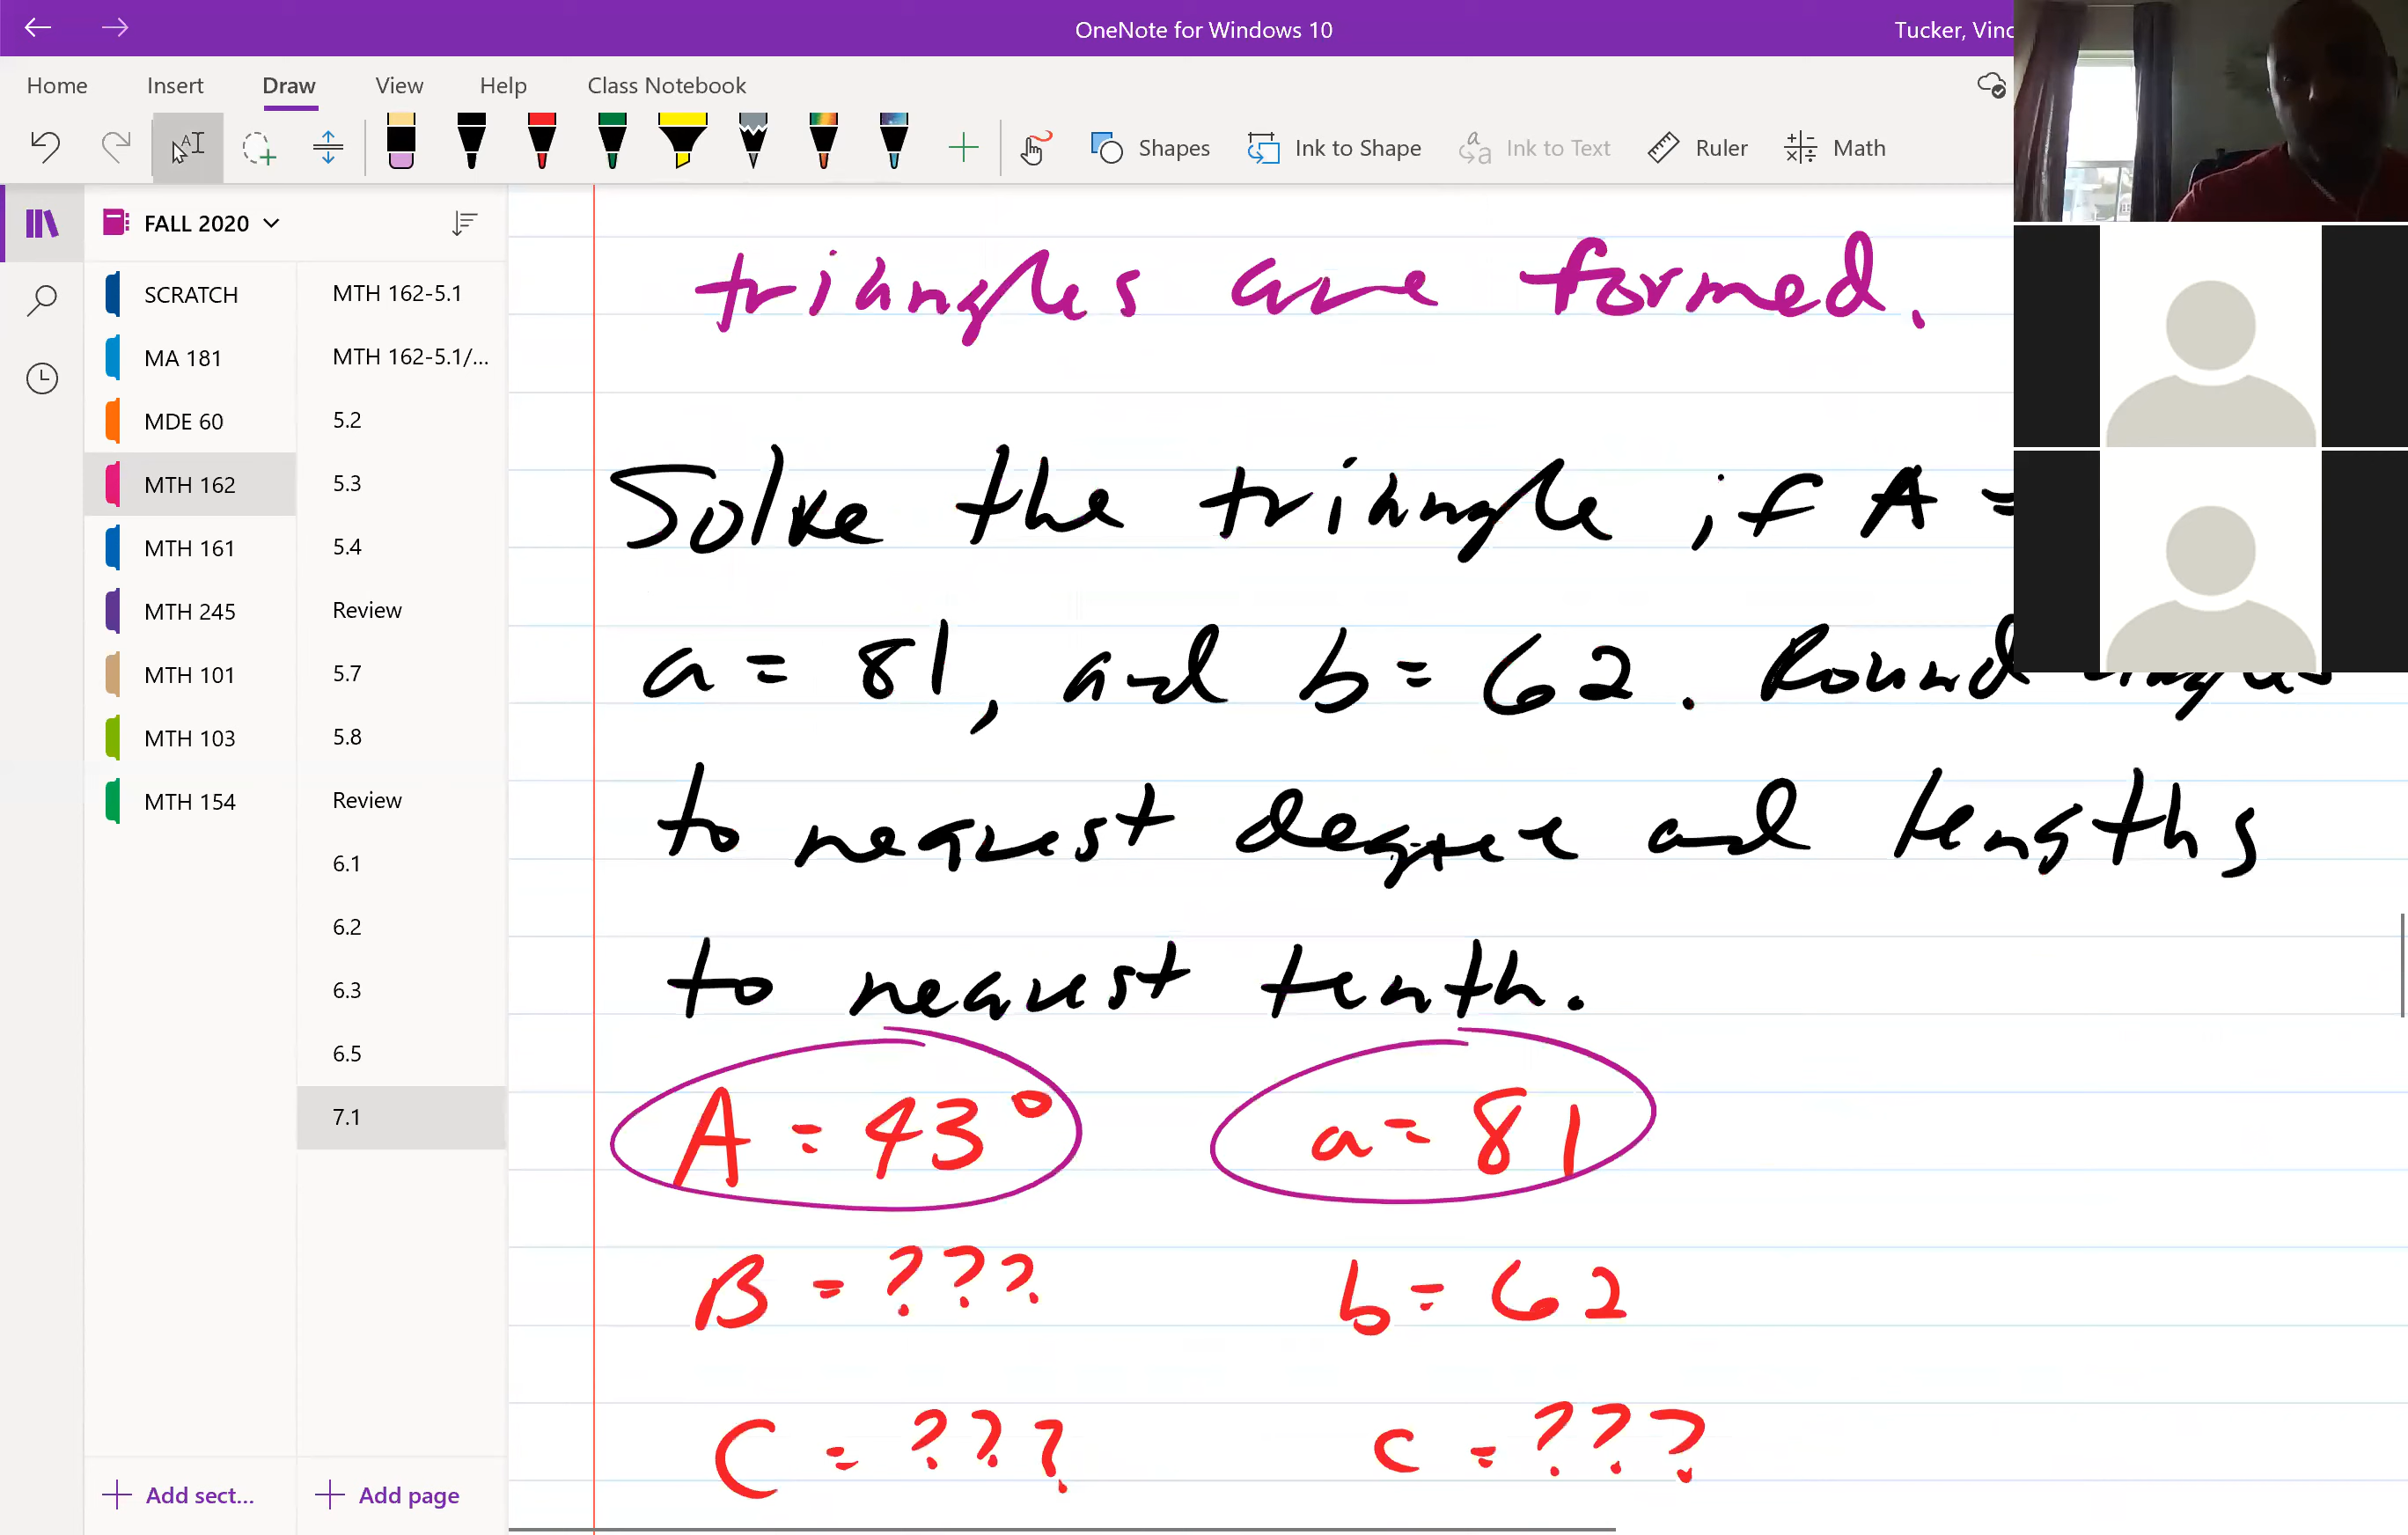 OneNote for Windows 10
Tucker, Vinc
Home Insert Draw View Help Class Notebook
Shapes Ink to Shape Ink to Text Ruler Math
FALL 2020
SCRATCH
MA 181
MDE 60
MTH 162
MTH 161
MTH 245
MTH 101
MTH 103
MTH 154
Add sect...
MTH 162-5.1
MTH 162-5.1/...
5.2
5.3
5.4
Review
5.7
5.8
Review
6.1
6.2
6.3
6.5
7.1
Add page
triangles are formed.
Solve the triangle if A =
a = 81, and b = 62. Round
to nearest degree and lengths
to nearest tenth.
A = 43° a = 81
B = ??? b = 62
C = ??? c = ???